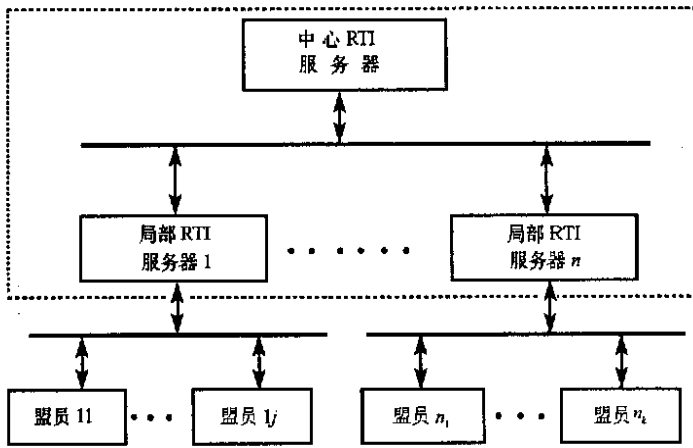 中心 RTI
服务器
局部 RTI
服务器 1
· · · · · ·
局部 RTI
服务器 n
盟员 11
· · ·
盟员 1j
盟员 n₁
· · ·
盟员 nₖ